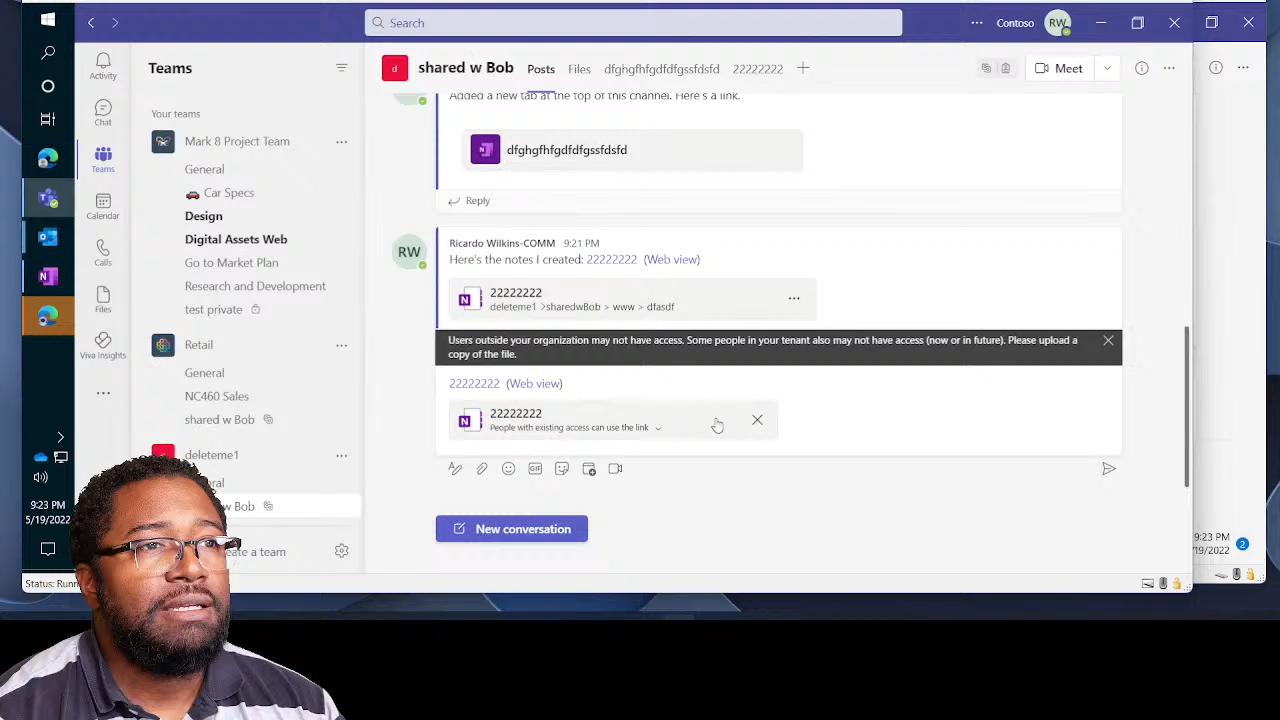 Search
Contoso
RW
Activity
Chat
Teams
Calendar
Calls
Files
Viva Insights
Teams
Your teams
Mark 8 Project Team
General
Car Specs
Design
Digital Assets Web
Go to Market Plan
Research and Development
test private
Retail
General
NC460 Sales
shared w Bob
deleteme1
w Bob
d
shared w Bob
Posts
Files
dfghgfhfgdfdfgssfdsfd
22222222
Meet
Added a new tab at the top of this channel. Here's a link.
dfghgfhfgdfdfgssfdsfd
Reply
RW
Ricardo Wilkins-COMM 9:21 PM
Here's the notes I created: 22222222 (Web view)
22222222
deleteme1 >sharedwBob > www > dfasdf
Users outside your organization may not have access. Some people in your tenant also may not have access (now or in future). Please upload a
copy of the file.
22222222 (Web view)
22222222
People with existing access can use the link
GIF
New conversation
9:23 PM
5/19/2022
Status: Runn
9:23 PM
/19/2022
2